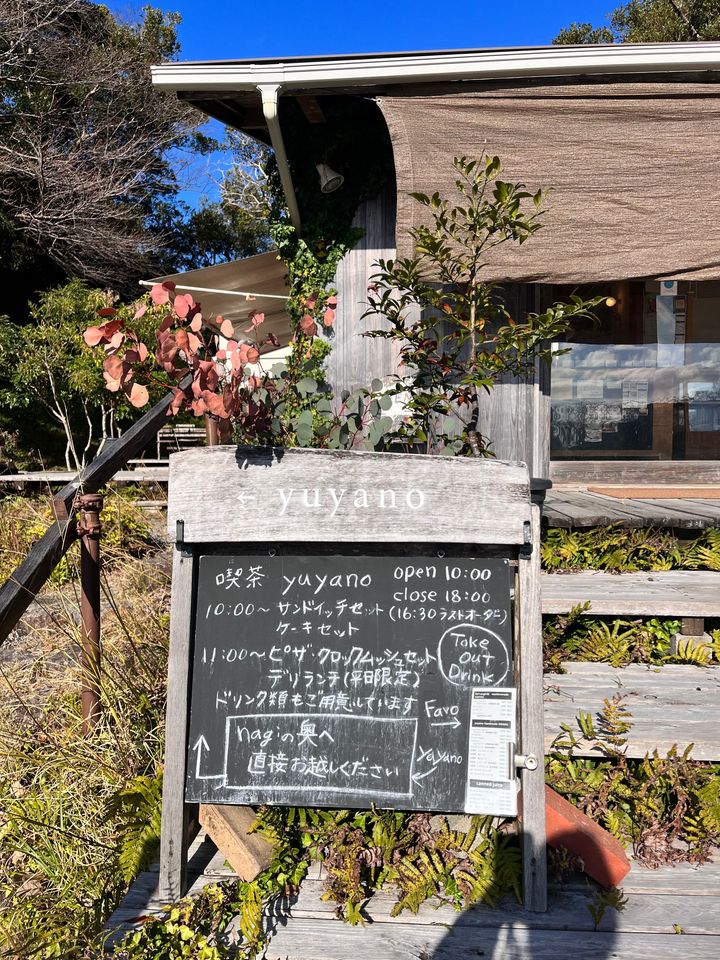 ← yuyano
喫茶 yuyano open 10:00
close 18:00
10:00～ サンドイッチセット (16:30 ラストオーダー)
ケーキセット
11:00～ ピザ・クロックムッシュセット
デリランチ(平日限定)
Take
Out
Drink
ドリンク類もご用意しています
Favo →
nagiの奥へ
直接お越しください
Yayano
canned juice